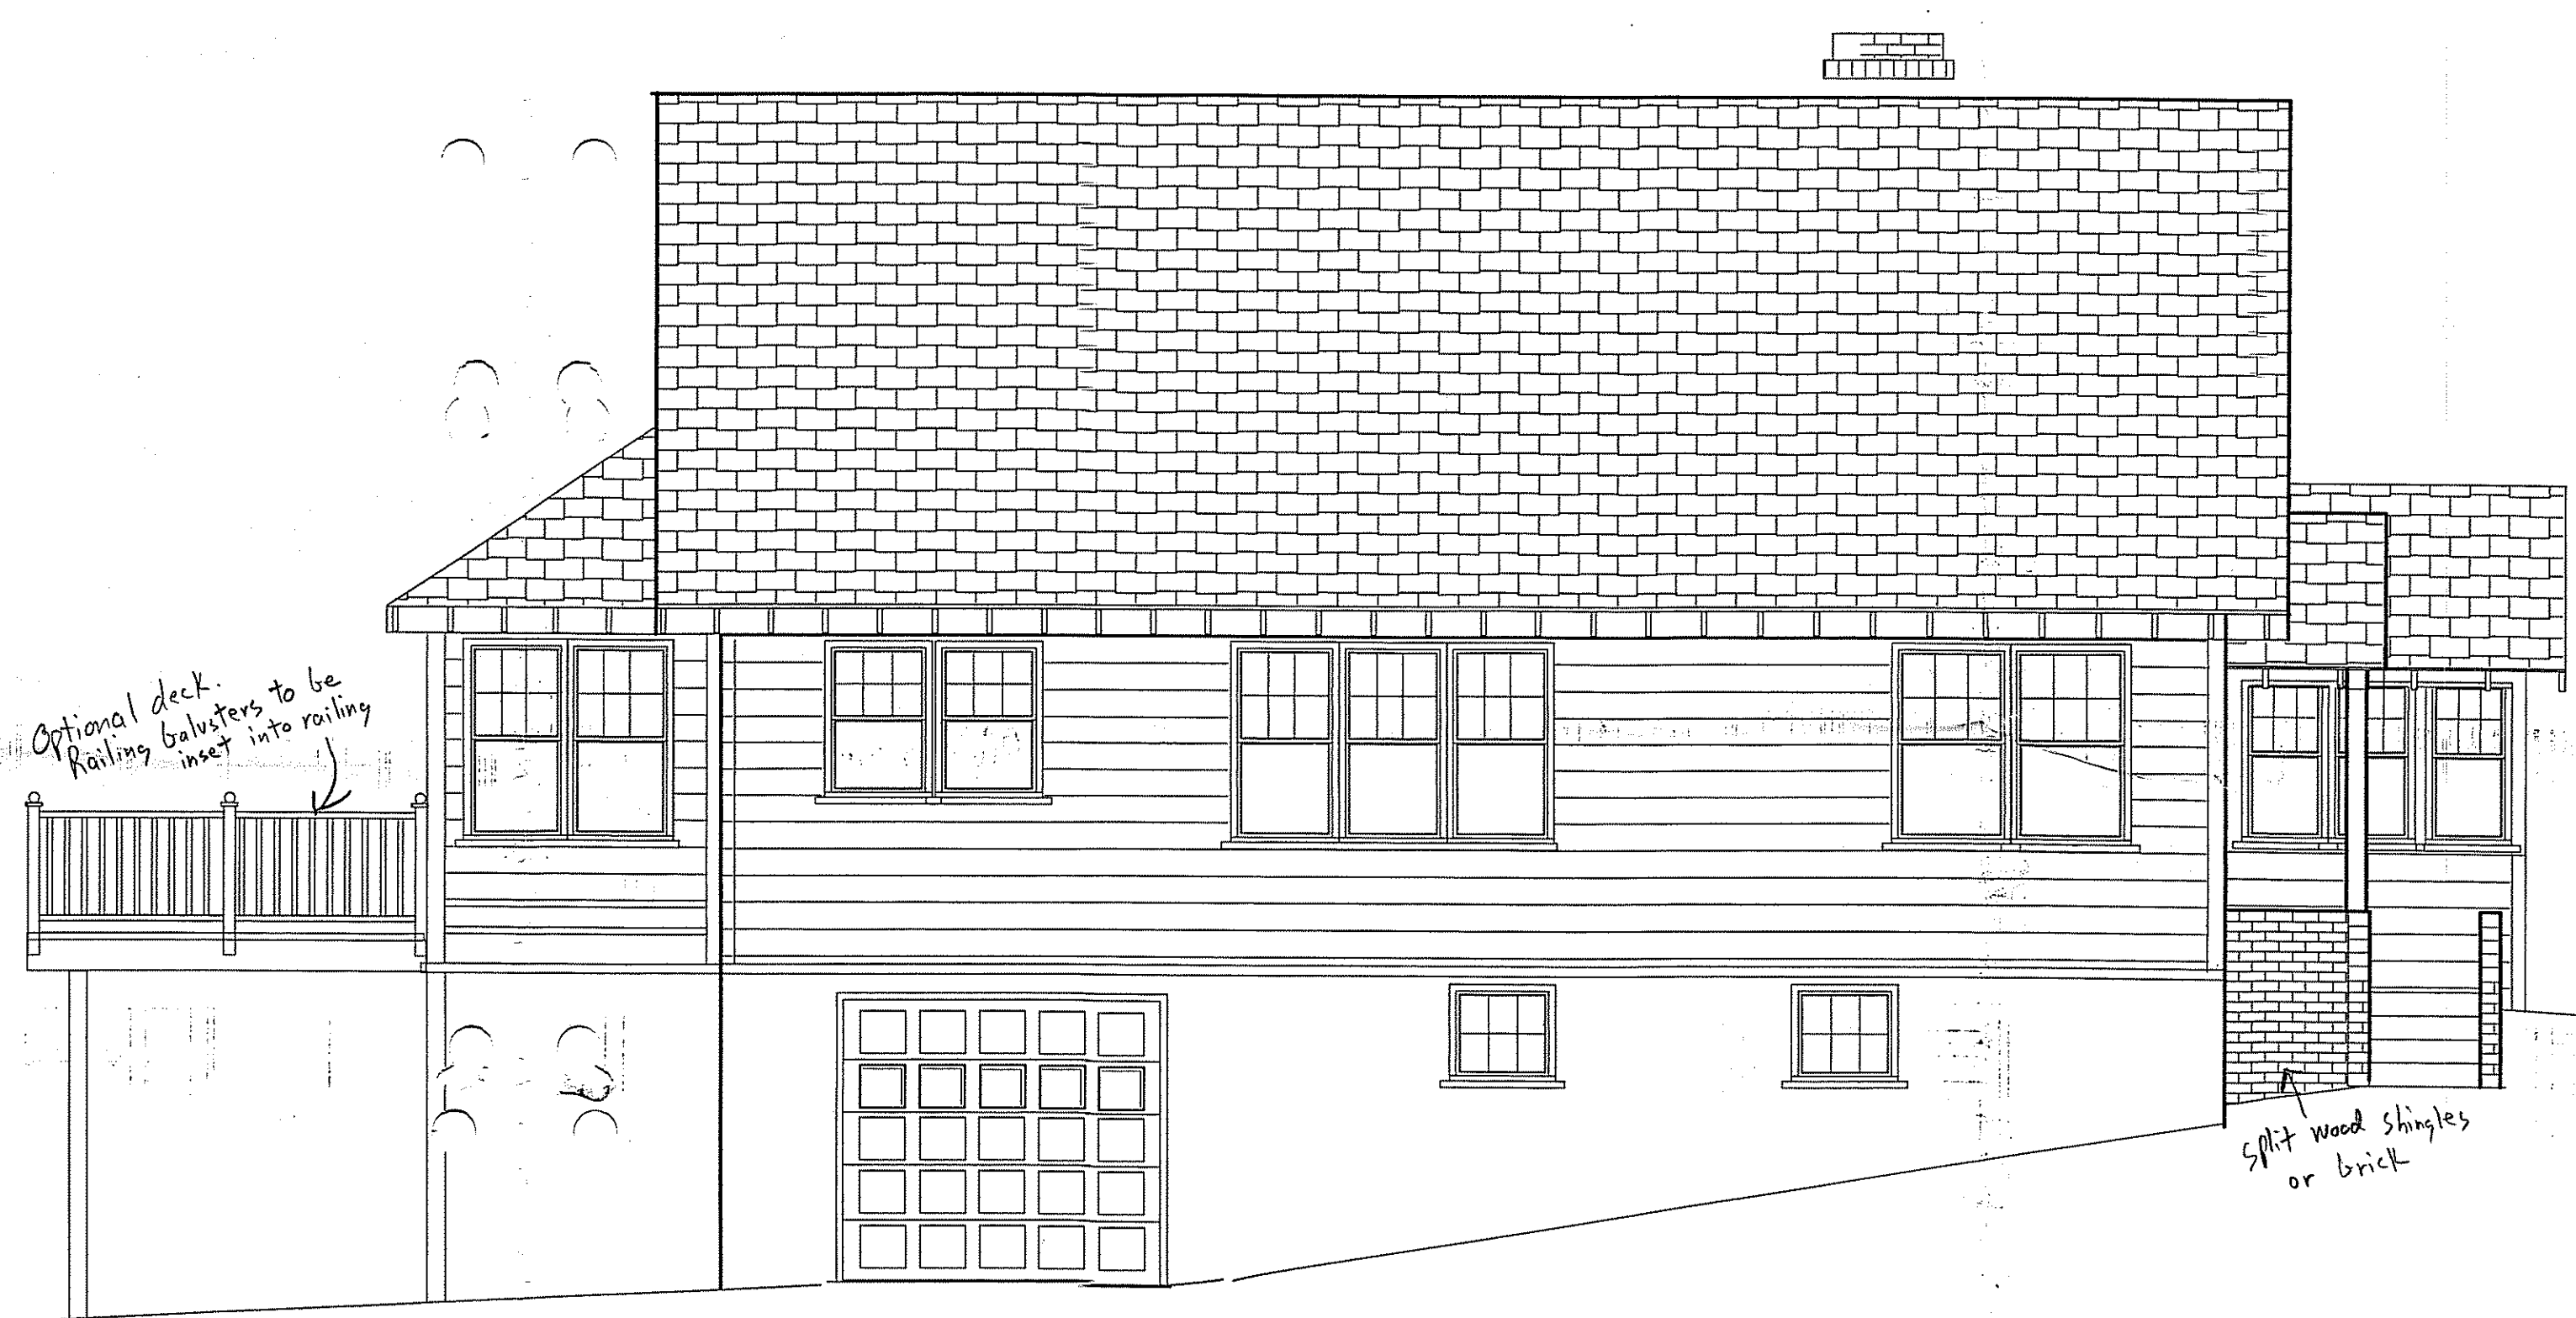 Optional deck.
Railing balusters to be
inset into railing
split wood shingles
or brick